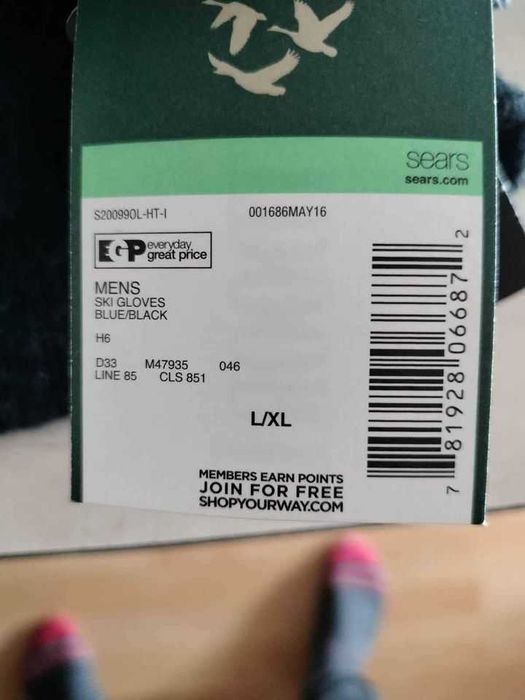 sears
sears.com
S20099OL-HT-I 001686MAY16
EGP everyday great price
MENS
SKI GLOVES
BLUE/BLACK
H6
D33 M47935 046
LINE 85 CLS 851
L/XL
MEMBERS EARN POINTS
JOIN FOR FREE
SHOPYOURWAY.COM
7 81928 06687 2